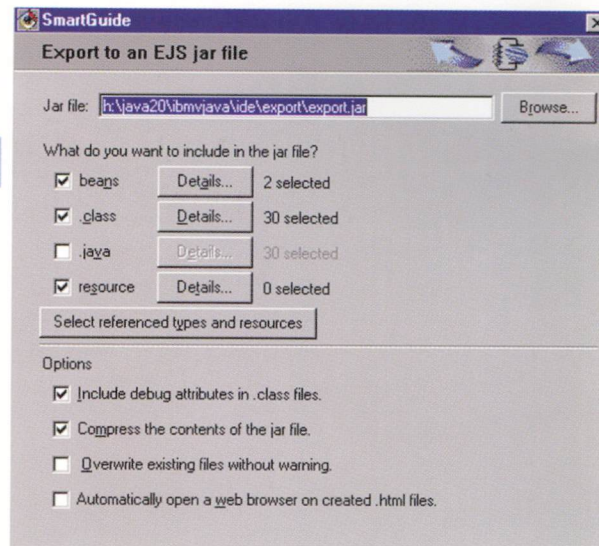 SmartGuide
Export to an EJS jar file
Jar file: h:\java20\ibmvjava\ide\export\export.jar Browse...
What do you want to include in the jar file?
beans Details... 2 selected
.class Details... 30 selected
.java Details... 30 selected
resource Details... 0 selected
Select referenced types and resources
Options
Include debug attributes in .class files.
Compress the contents of the jar file.
Overwrite existing files without warning.
Automatically open a web browser on created .html files.